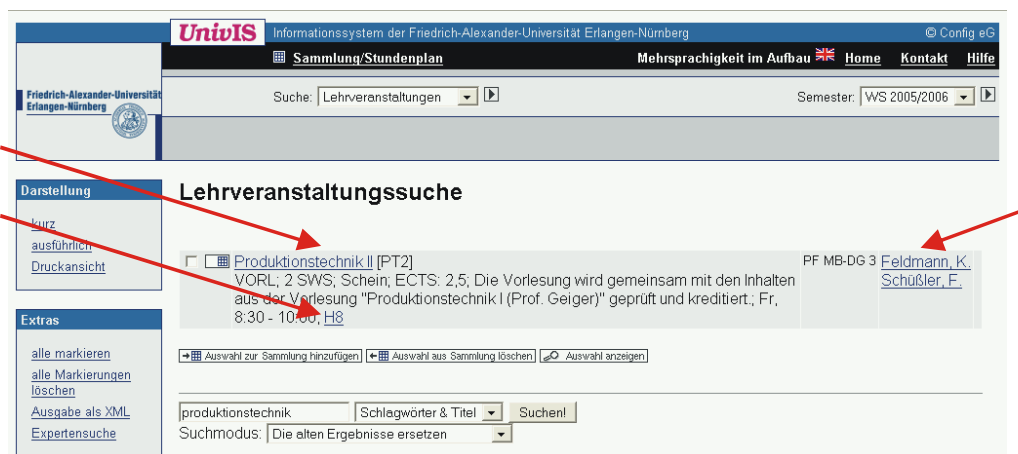 UnivIS Informationssystem der Friedrich-Alexander-Universität Erlangen-Nürnberg © Config eG
Sammlung/Stundenplan Mehrsprachigkeit im Aufbau Home Kontakt Hilfe
Friedrich-Alexander-Universität
Erlangen-Nürnberg
Suche: Lehrveranstaltungen Semester: WS 2005/2006
Darstellung
kurz
ausführlich
Druckansicht
Extras
alle markieren
alle Markierungen
löschen
Ausgabe als XML
Expertensuche
Lehrveranstaltungssuche
Produktionstechnik II [PT2] PF MB-DG 3 Feldmann, K.
VORL; 2 SWS; Schein; ECTS: 2,5; Die Vorlesung wird gemeinsam mit den Inhalten Schüßler, F.
aus der Vorlesung "Produktionstechnik I (Prof. Geiger)" geprüft und kreditiert.; Fr,
8:30 - 10:00, H8
Auswahl zur Sammlung hinzufügen Auswahl aus Sammlung löschen Auswahl anzeigen
produktionstechnik Schlagwörter & Titel Suchen!
Suchmodus: Die alten Ergebnisse ersetzen